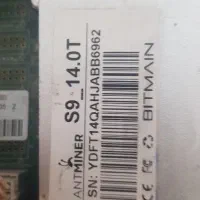 ANTMINER S9_14.0T
SN: YDFT14QAHJABB6962
BITMAIN